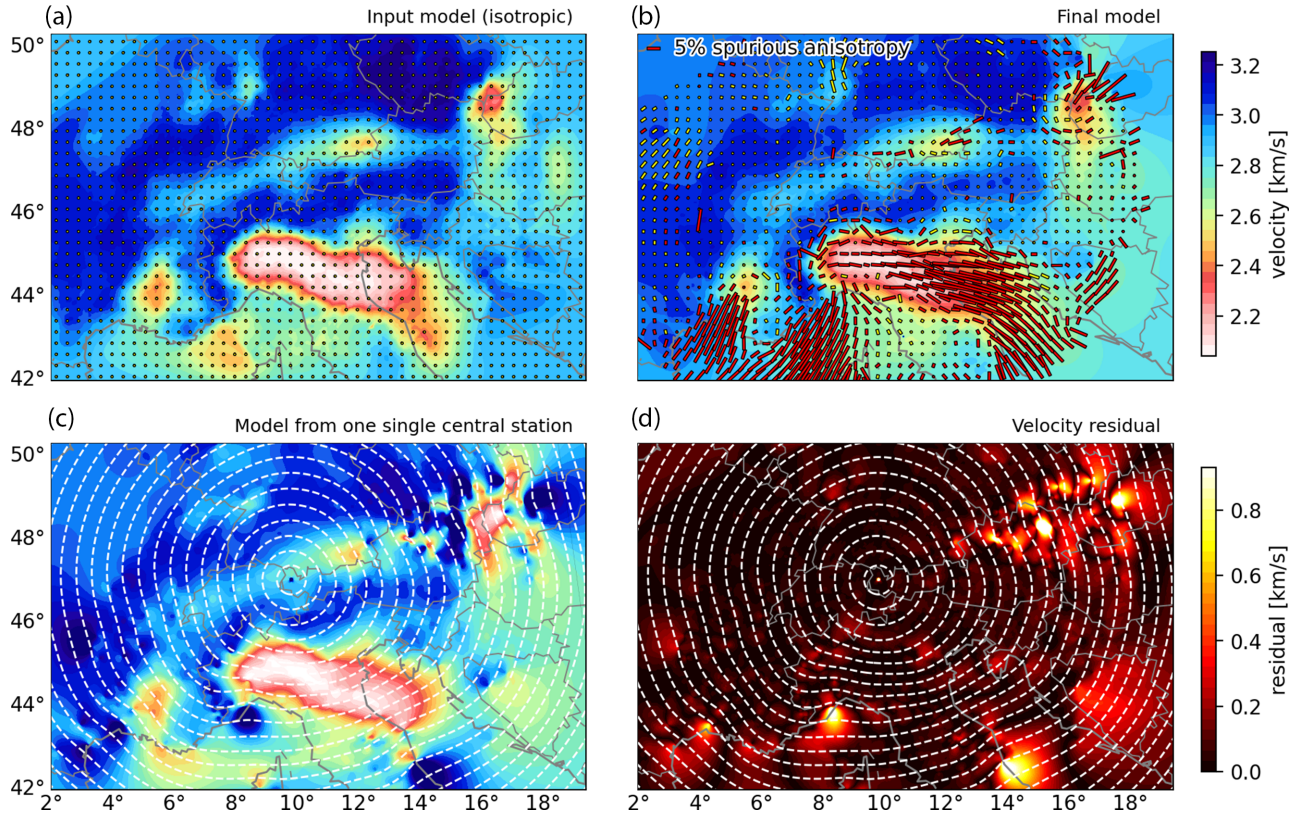 (a) Input model (isotropic)
(b) Final model
50°
48°
46°
44°
42°
5% spurious anisotropy
3.2
3.0
2.8
2.6
2.4
2.2
velocity [km/s]
(c) Model from one single central station
(d) Velocity residual
50°
48°
46°
44°
42°
2° 4° 6° 8° 10° 12° 14° 16° 18°
2° 4° 6° 8° 10° 12° 14° 16° 18°
0.8
0.6
0.4
0.2
0.0
residual [km/s]